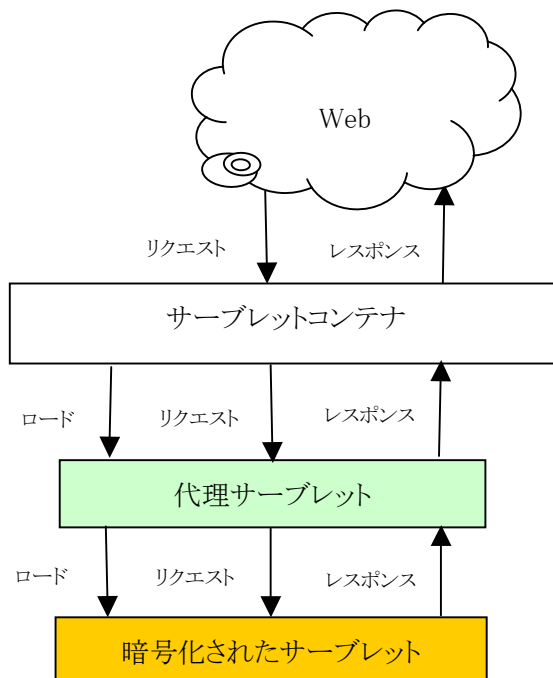 Web
リクエスト
レスポンス
サーブレットコンテナ
ロード
リクエスト
レスポンス
代理サーブレット
ロード
リクエスト
レスポンス
暗号化されたサーブレット